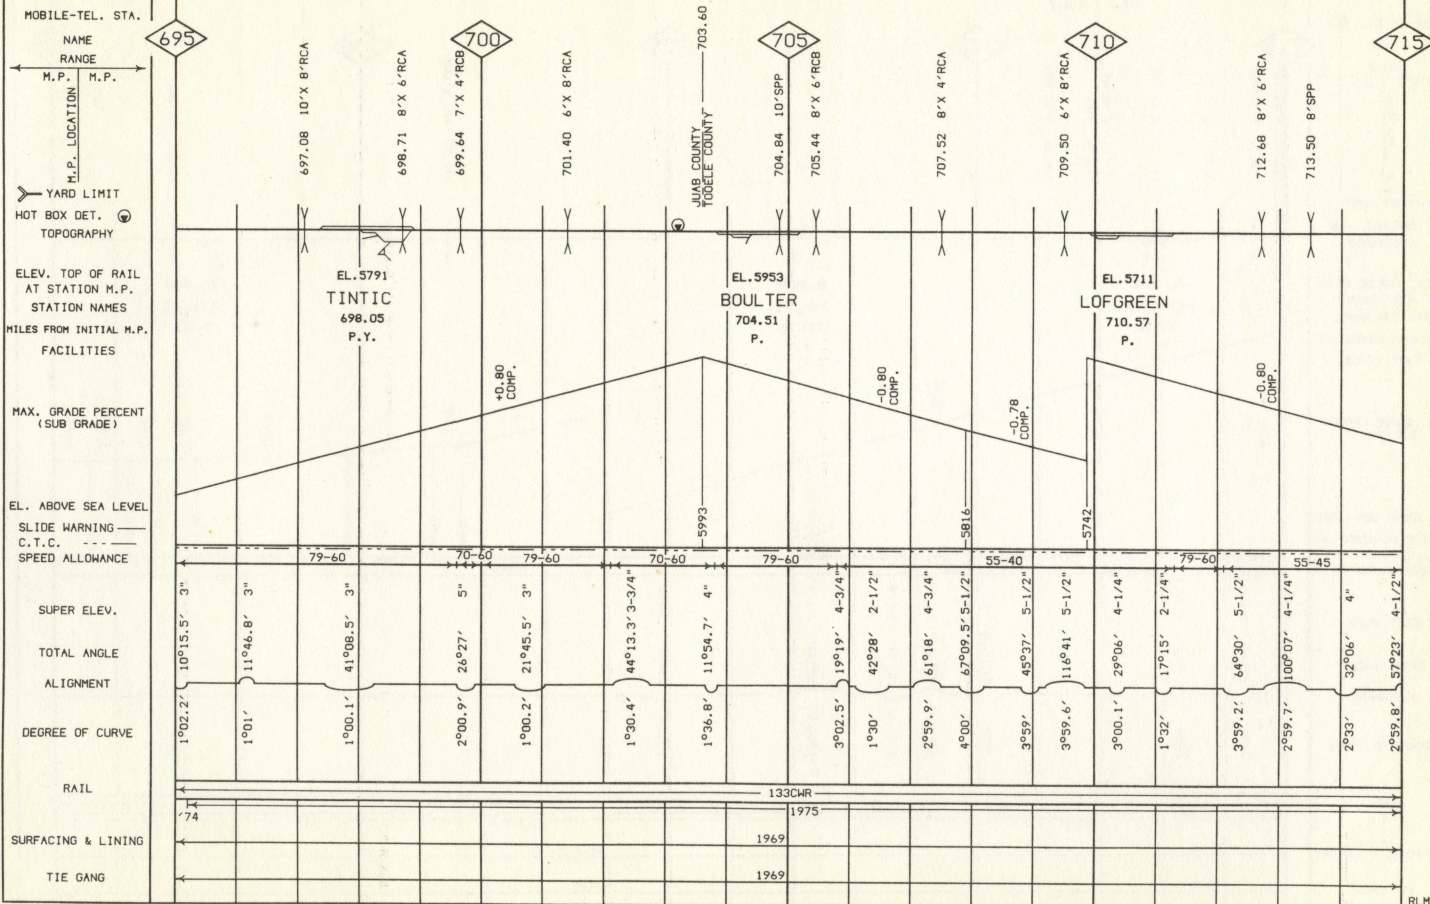 MOBILE-TEL. STA.
NAME
RANGE
M.P. M.P.
M.P. LOCATION
YARD LIMIT
HOT BOX DET.
TOPOGRAPHY
ELEV. TOP OF RAIL
AT STATION M.P.
STATION NAMES
MILES FROM INITIAL M.P.
FACILITIES
MAX. GRADE PERCENT
(SUB GRADE)
EL. ABOVE SEA LEVEL
SLIDE WARNING
C.T.C.
SPEED ALLOWANCE
SUPER ELEV.
TOTAL ANGLE
ALIGNMENT
DEGREE OF CURVE
RAIL
SURFACING & LINING
TIE GANG
695
700
705
710
715
697.08 10'X 8'RCA
698.71 8'X 6'RCA
699.64 7'X 4'RCB
701.40 6'X 8'RCA
JUAB COUNTY
TOOELE COUNTY
703.60
704.84 10'SPP
705.44 8'X 6'RCB
707.52 8'X 4'RCA
709.50 6'X 8'RCA
712.68 8'X 6'RCA
713.50 8'SPP
EL.5791
TINTIC
698.05
P.Y.
EL.5953
BOULTER
704.51
P.
EL.5711
LOFGREEN
710.57
P.
+0.80
COMP.
-0.80
COMP.
-0.78
COMP.
-0.80
COMP.
5993
5816
5742
79-60 70-60 79-60 70-60 79-60 55-40 79-60 55-45
3" 3" 3" 5" 3" 3-3/4" 4" 4-3/4" 2-1/2" 4-3/4" 5-1/2" 5-1/2" 5-1/2" 4-1/4" 2-1/4" 5-1/2" 4-1/4" 4" 4-1/2"
10°15.5' 11°46.8' 41°08.5' 26°27' 21°45.5' 44°13.3' 11°54.7' 19°19' 42°28' 61°18' 67°09.5' 45°37' 116°41' 29°06' 17°15' 64°30' 100°07' 32°06' 57°23'
1°02.2' 1°01' 1°00.1' 2°00.9' 1°00.2' 1°30.4' 1°36.8' 3°02.5' 1°30' 2°59.9' 4°00' 3°59' 3°59.6' 3°00.1' 1°32' 3°59.2' 2°59.7' 2°33' 2°59.8'
133CWR
'74 1975
1969
1969
RLM